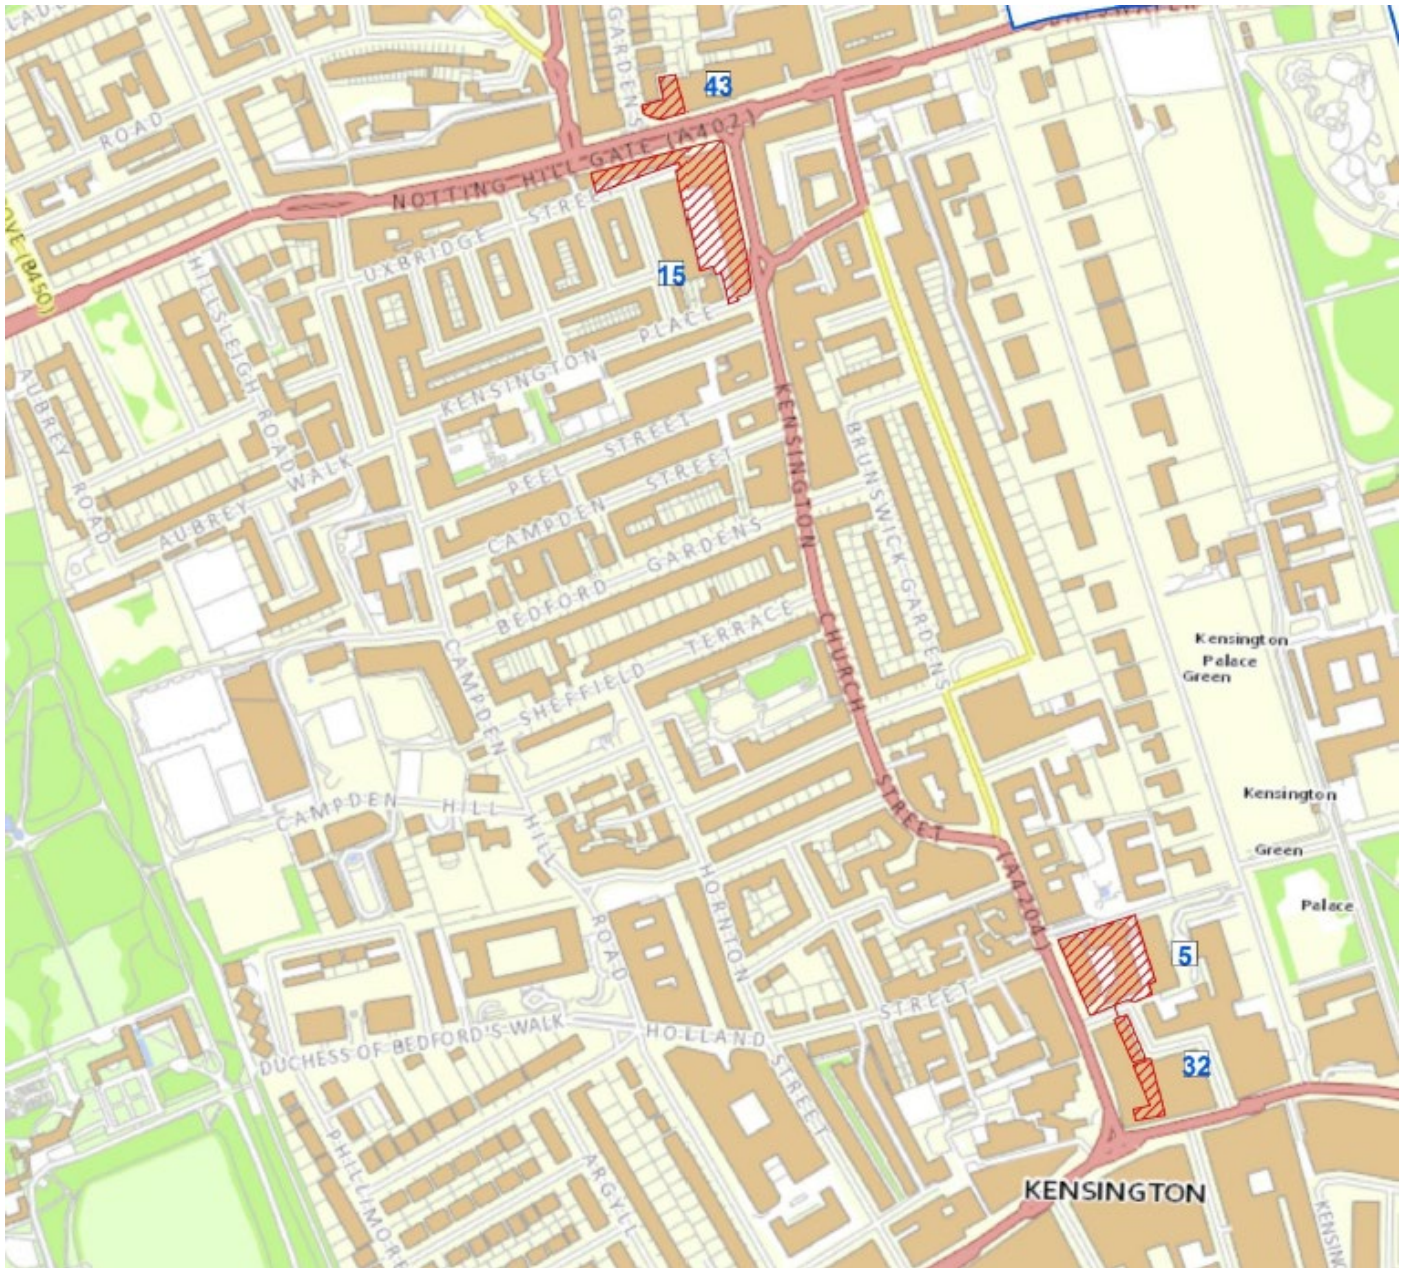 GARDENS
43
ROAD
NOTTING HILL GATE (A402)
UXBRIDGE STREET
15
HILLSLEIGH ROAD
KENSINGTON PLACE
AUBREY ROAD
AUBREY WALK
PEEL STREET
CAMPDEN STREET
BEDFORD GARDENS
KENSINGTON CHURCH STREET (A4204)
BRUNSWICK GARDENS
SHEFFIELD TERRACE
CAMPDEN HILL ROAD
CAMPDEN HILL
Kensington
Palace
Green
Kensington
Green
Palace
HORNTON STREET
5
HOLLAND STREET
DUCHESS OF BEDFORD'S WALK
32
PHILLIMORE
ARGYLL
KENSINGTON